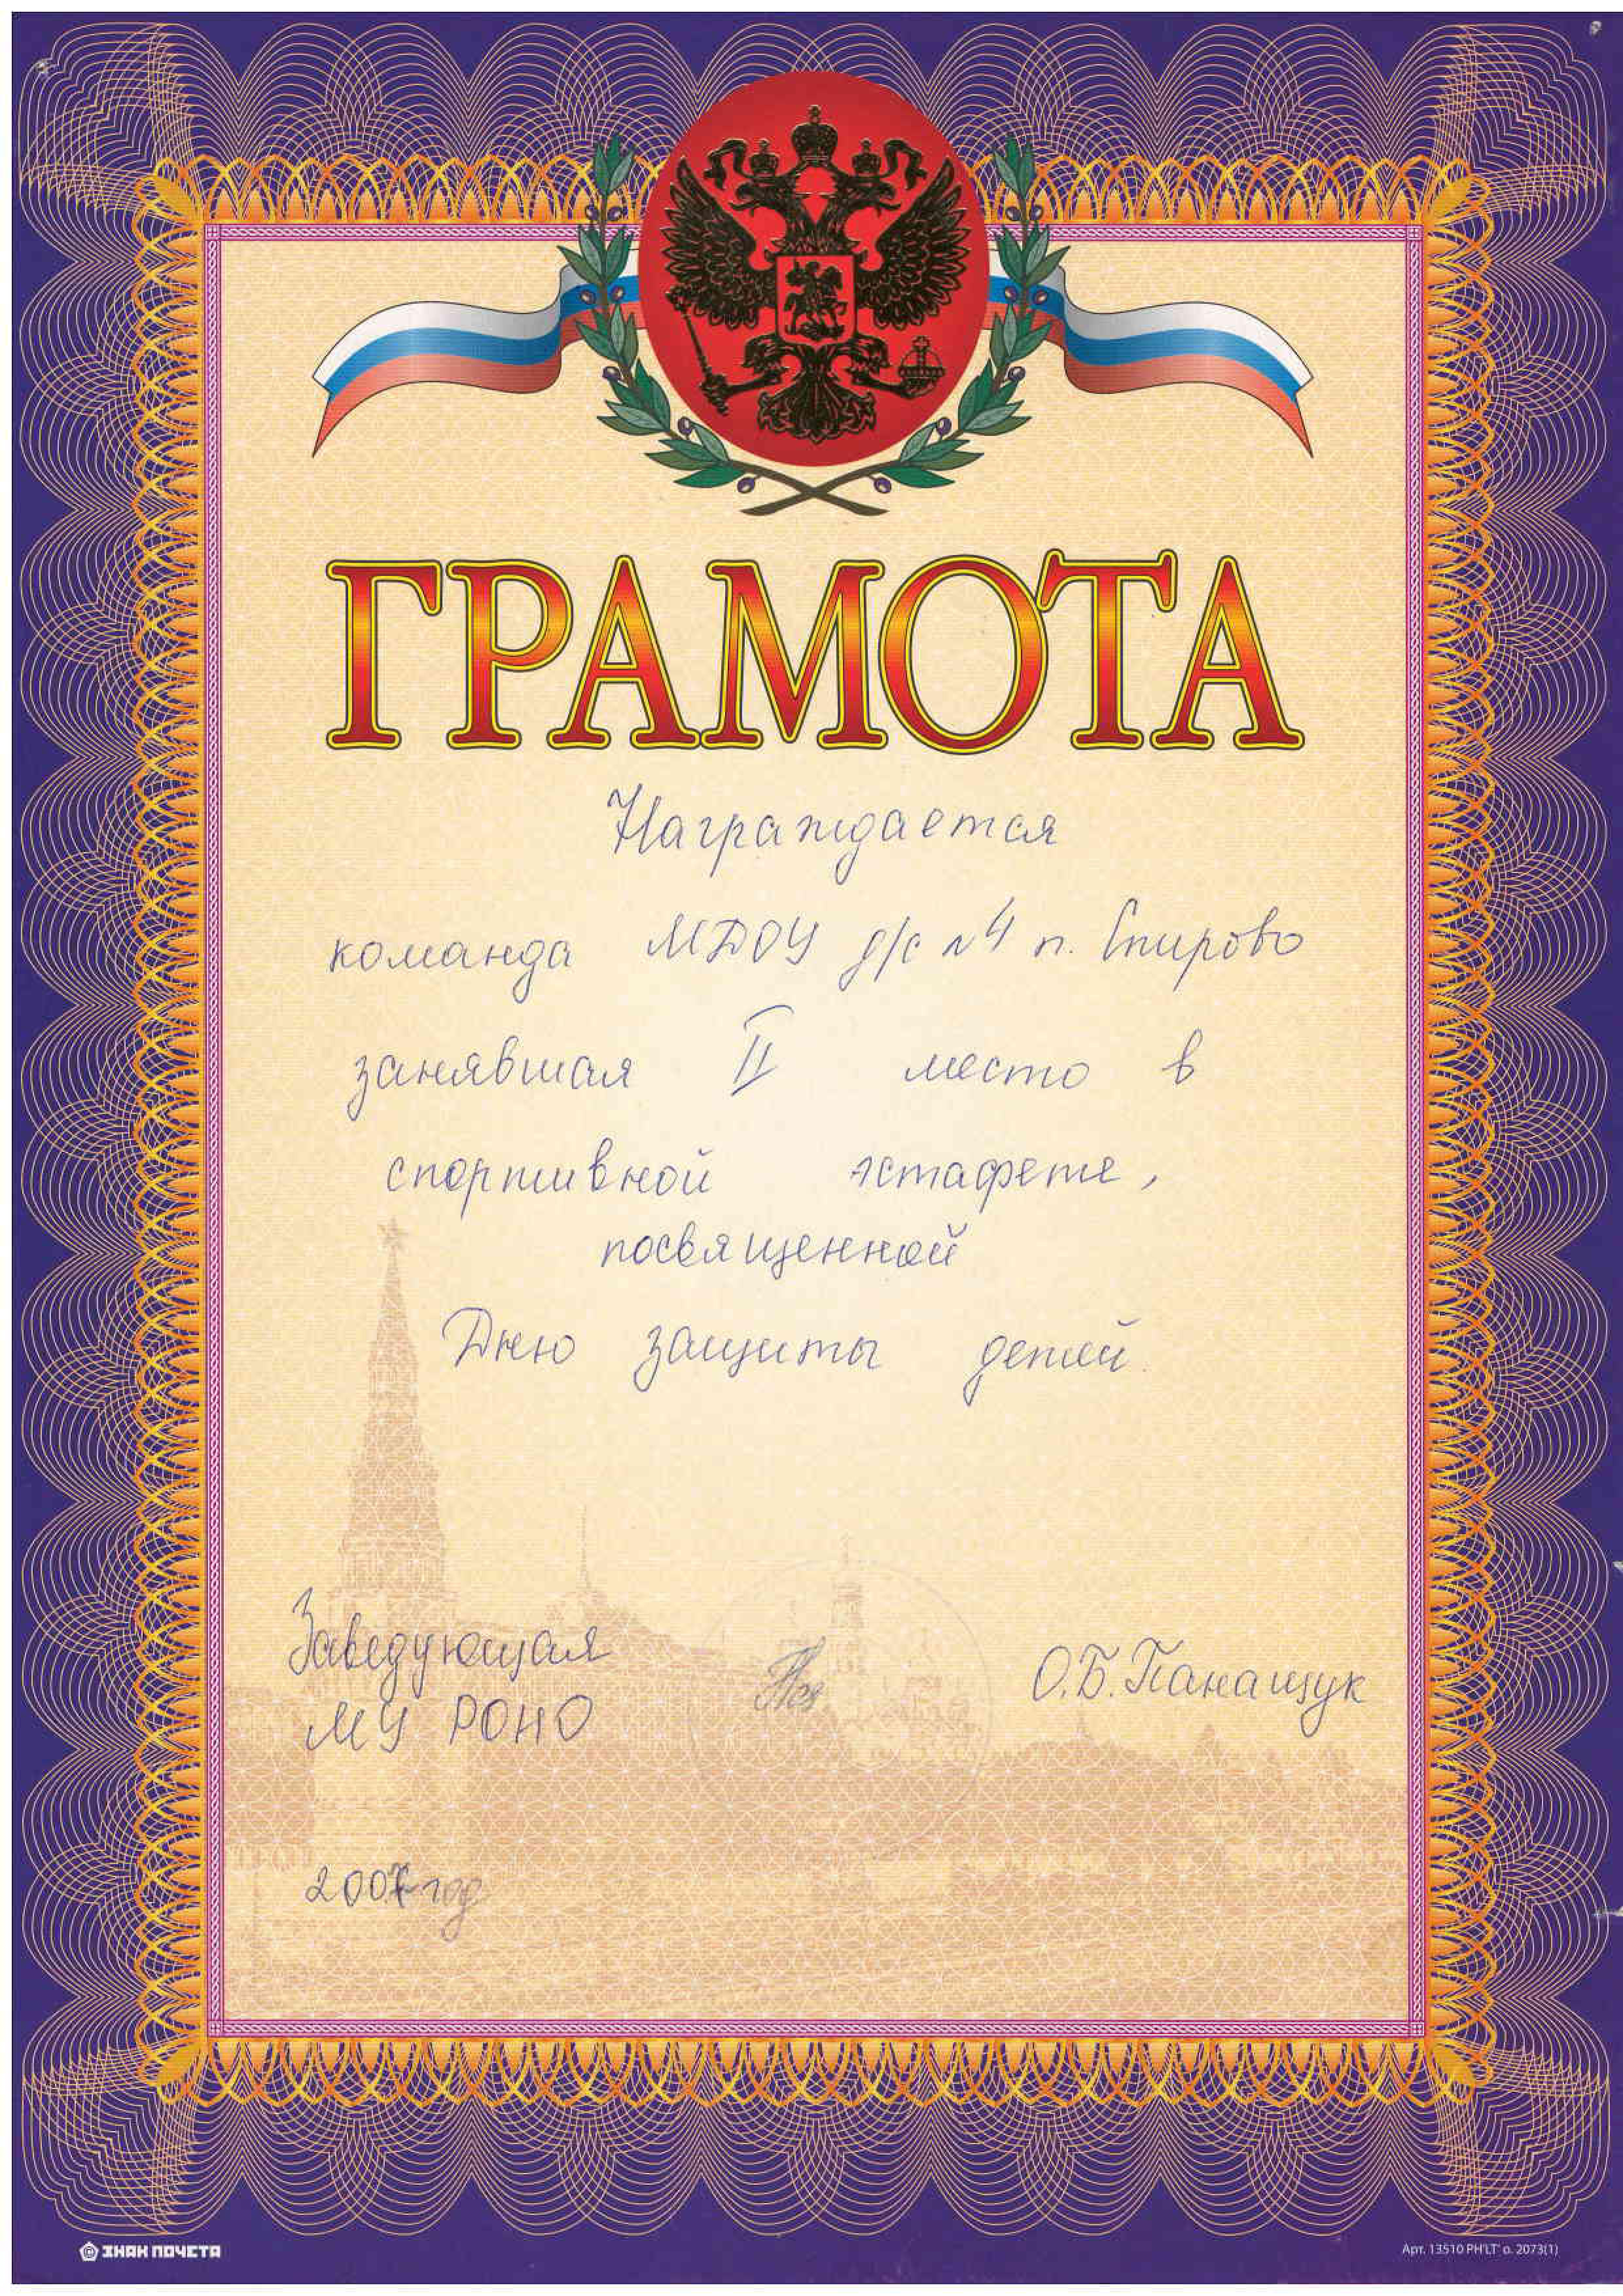 ГРАМОТА
Награждается
команда МДОУ д/с №4 п. Спирово
занявшая II место в
спортивной эстафете,
посвященной
Дню защиты детей.
Заведующая
МУ РОНО
О.Б. Панащук
2007 год
ЗНАК ПОЧЕТА
Арт. 13510 PH'LT' о. 2073(1)